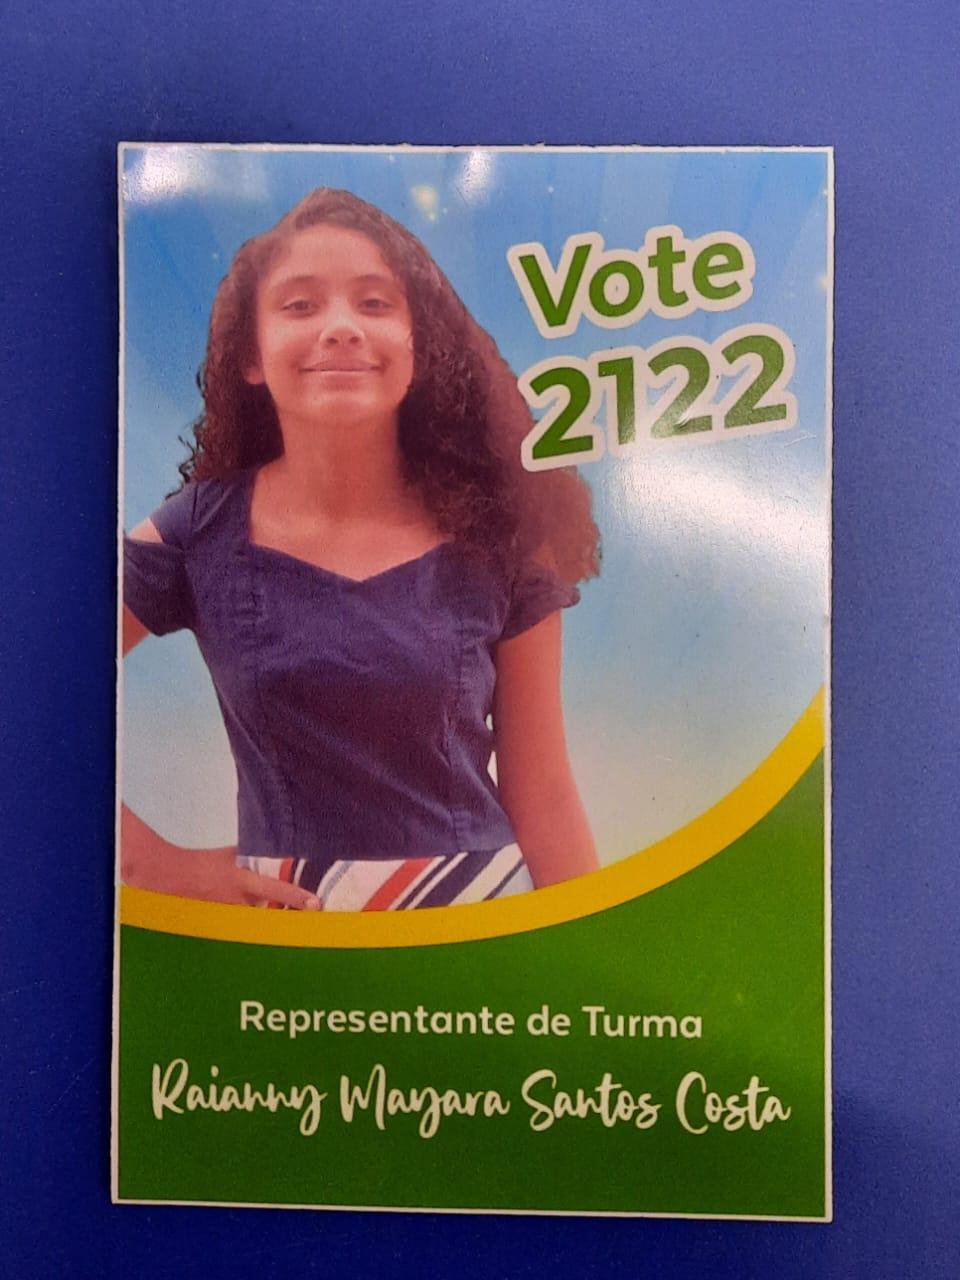 Vote
2122
Representante de Turma
Raianny Mayara Santos Costa